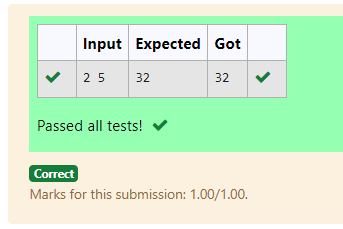 Input Expected Got
2 5 32 32
Passed all tests!
Correct
Marks for this submission: 1.00/1.00.